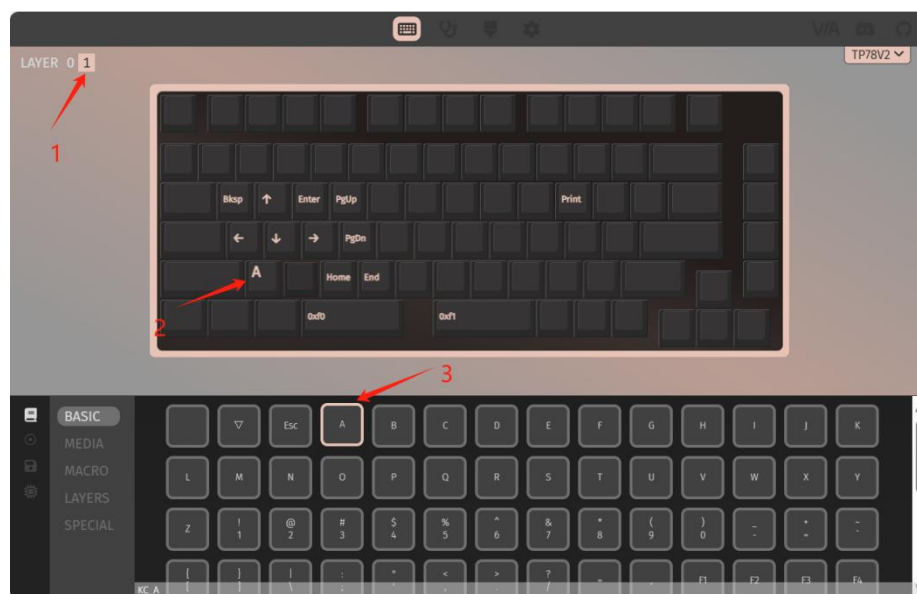 VIA
LAYER 0 1
TP78V2
1
Bksp ↑ Enter PgUp Print
← ↓ → PgDn
A Home End
2
0xf0 0xf1
3
BASIC
MEDIA
MACRO
LAYERS
SPECIAL
▽ Esc A B C D E F G H I J K
L M N O P Q R S T U V W X Y
Z ! 1 @ 2 # 3 $ 4 % 5 ^ 6 & 7 * 8 ( 9 ) 0 _ - + =
KC_A
F1 F2 F3 F4